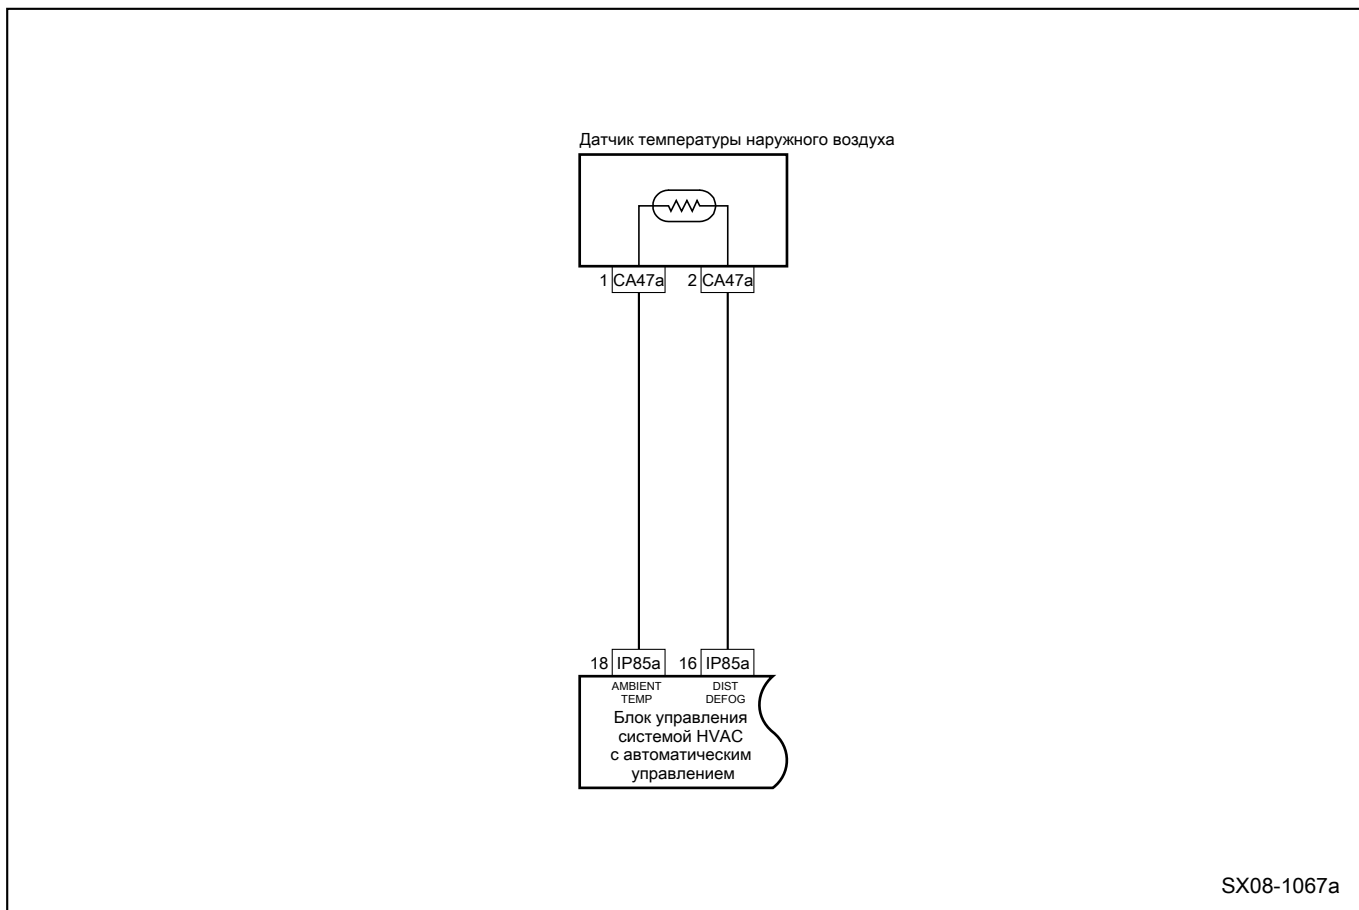 Датчик температуры наружного воздуха
1 CA47a 2 CA47a
18 IP85a 16 IP85a
AMBIENT DIST
TEMP DEFOG
Блок управления
системой HVAC
с автоматическим
управлением
SX08-1067a